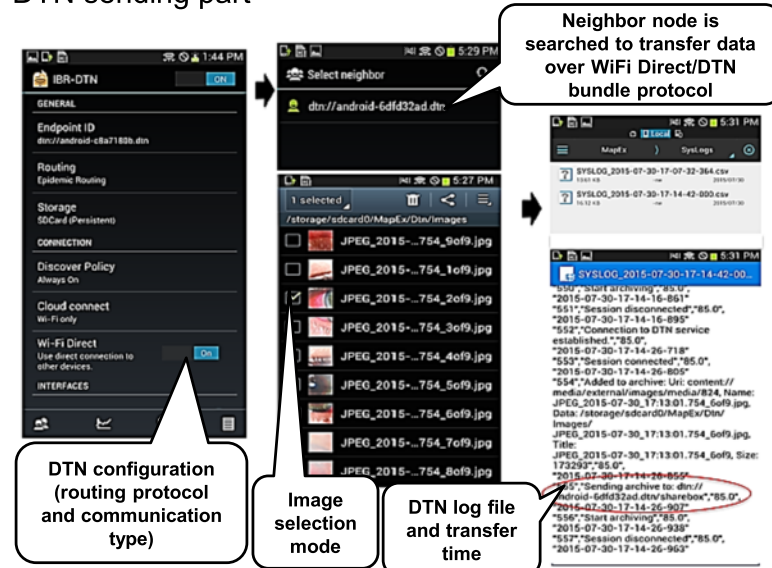 DTN sending part
1:44 PM
IBR-DTN
ON
GENERAL
Endpoint ID
dtn://android-c8a7180b.dtn
Routing
Epidemic Routing
Storage
SDCard (Persistent)
CONNECTION
Discover Policy
Always On
Cloud connect
Wi-Fi only
Wi-Fi Direct
Use direct connection to
other devices.
On
INTERFACES
DTN configuration
(routing protocol
and communication
type)
5:29 PM
Select neighbor
dtn://android-6dfd32ad.dtn
5:27 PM
1 selected
/storage/sdcard0/MapEx/Dtn/Images
JPEG_2015-...754_9of9.jpg
JPEG_2015-...754_1of9.jpg
JPEG_2015-...754_2of9.jpg
JPEG_2015-...754_3of9.jpg
JPEG_2015-...754_4of9.jpg
JPEG_2015-...754_5of9.jpg
JPEG_2015-...754_6of9.jpg
JPEG_2015-...754_7of9.jpg
JPEG_2015-...754_8of9.jpg
Image
selection
mode
Neighbor node is
searched to transfer data
over WiFi Direct/DTN
bundle protocol
5:31 PM
Local
MapEx
SysLogs
SYSLOG_2015-07-30-17-07-32-364.csv
2015/07/30
SYSLOG_2015-07-30-17-14-42-800.csv
2015/07/30
5:31 PM
SYSLOG_2015-07-30-17-14-42-00...
"550","Start archiving","85.0",
"2015-07-30-17-14-16-861"
"551","Session disconnected","85.0",
"2015-07-30-17-14-16-895"
"552","Connection to DTN service
established.","85.0",
"2015-07-30-17-14-26-718"
"553","Session connected","85.0",
"2015-07-30-17-14-26-805"
"554","Added to archive: Uri: content://
media/external/images/media/824, Name:
JPEG_2015-07-30_17:13:01.754_6of9.jpg,
Data: /storage/sdcard0/MapEx/Dtn/
Images/
JPEG_2015-07-30_17:13:01.754_6of9.jpg,
Title:
JPEG_2015-07-30_17:13:01.754_6of9, Size:
173293","85.0",
"2015-07-30-17-14-26-855"
"555","Sending archive to: dtn://
android-6dfd32ad.dtn/sharebox","85.0",
"2015-07-30-17-14-26-907"
"556","Start archiving","85.0",
"2015-07-30-17-14-26-938"
"557","Session disconnected","85.0",
"2015-07-30-17-14-26-963"
DTN log file
and transfer
time